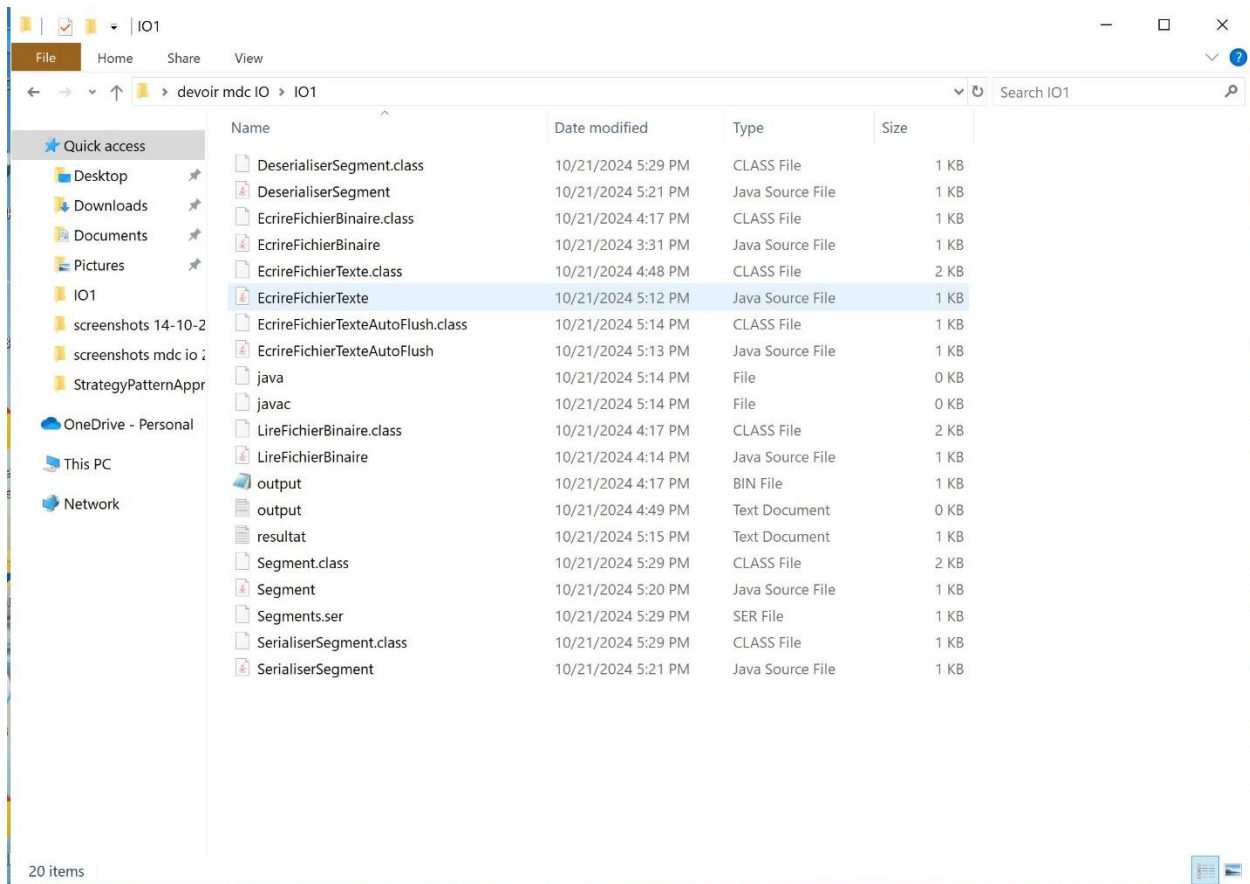 IO1
File Home Share View
devoir mdc IO > IO1
Search IO1
Name Date modified Type Size
Quick access
Desktop
Downloads
Documents
Pictures
IO1
screenshots 14-10-2
screenshots mdc io 2
StrategyPatternAppr
OneDrive - Personal
This PC
Network
DeserialiserSegment.class 10/21/2024 5:29 PM CLASS File 1 KB
DeserialiserSegment 10/21/2024 5:21 PM Java Source File 1 KB
EcrireFichierBinaire.class 10/21/2024 4:17 PM CLASS File 1 KB
EcrireFichierBinaire 10/21/2024 3:31 PM Java Source File 1 KB
EcrireFichierTexte.class 10/21/2024 4:48 PM CLASS File 2 KB
EcrireFichierTexte 10/21/2024 5:12 PM Java Source File 1 KB
EcrireFichierTexteAutoFlush.class 10/21/2024 5:14 PM CLASS File 1 KB
EcrireFichierTexteAutoFlush 10/21/2024 5:13 PM Java Source File 1 KB
java 10/21/2024 5:14 PM File 0 KB
javac 10/21/2024 5:14 PM File 0 KB
LireFichierBinaire.class 10/21/2024 4:17 PM CLASS File 2 KB
LireFichierBinaire 10/21/2024 4:14 PM Java Source File 1 KB
output 10/21/2024 4:17 PM BIN File 1 KB
output 10/21/2024 4:49 PM Text Document 0 KB
resultat 10/21/2024 5:15 PM Text Document 1 KB
Segment.class 10/21/2024 5:29 PM CLASS File 2 KB
Segment 10/21/2024 5:20 PM Java Source File 1 KB
Segments.ser 10/21/2024 5:29 PM SER File 1 KB
SerialiserSegment.class 10/21/2024 5:29 PM CLASS File 1 KB
SerialiserSegment 10/21/2024 5:21 PM Java Source File 1 KB
20 items